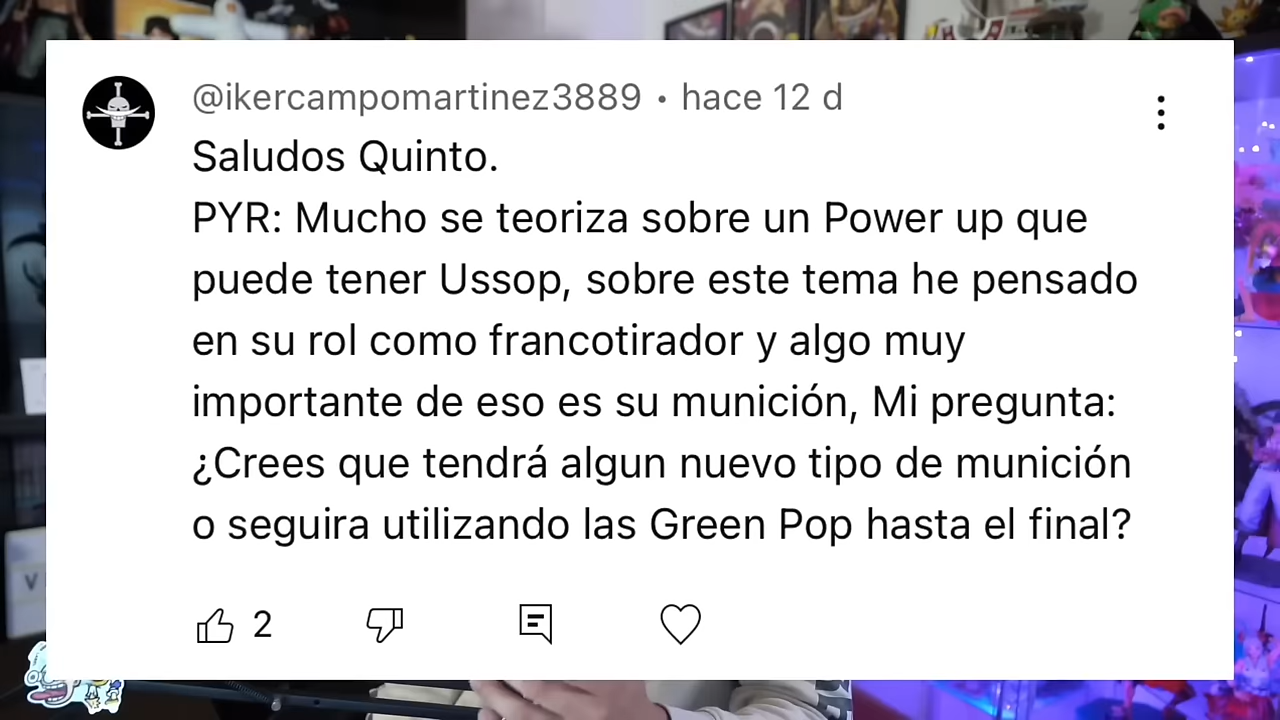 @ikercampomartinez3889 • hace 12 d
Saludos Quinto.
PYR: Mucho se teoriza sobre un Power up que
puede tener Ussop, sobre este tema he pensado
en su rol como francotirador y algo muy
importante de eso es su munición, Mi pregunta:
¿Crees que tendrá algun nuevo tipo de munición
o seguira utilizando las Green Pop hasta el final?
2
V